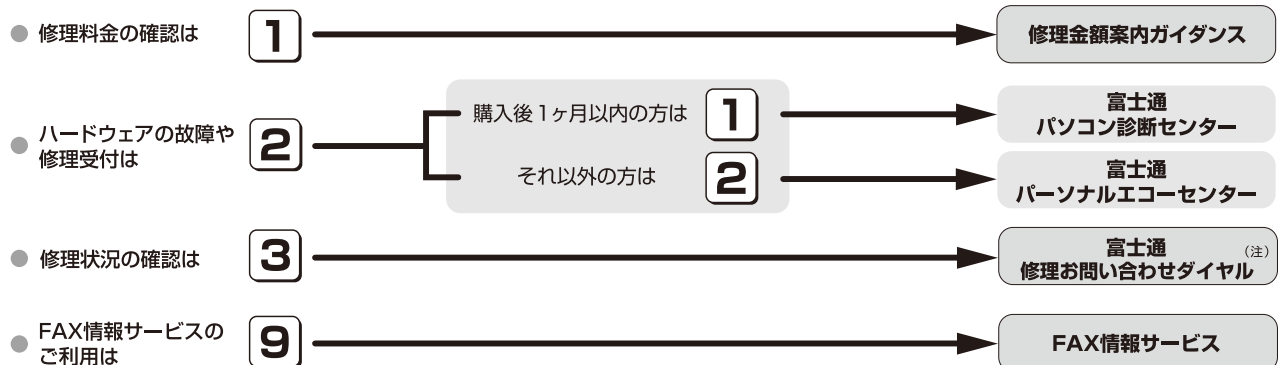 修理料金の確認は
1
修理金額案内ガイダンス
ハードウェアの故障や
修理受付は
2
購入後1ヶ月以内の方は
1
富士通
パソコン診断センター
それ以外の方は
2
富士通
パーソナルエコーセンター
修理状況の確認は
3
富士通
修理お問い合わせダイヤル
(注)
FAX情報サービスの
ご利用は
9
FAX情報サービス